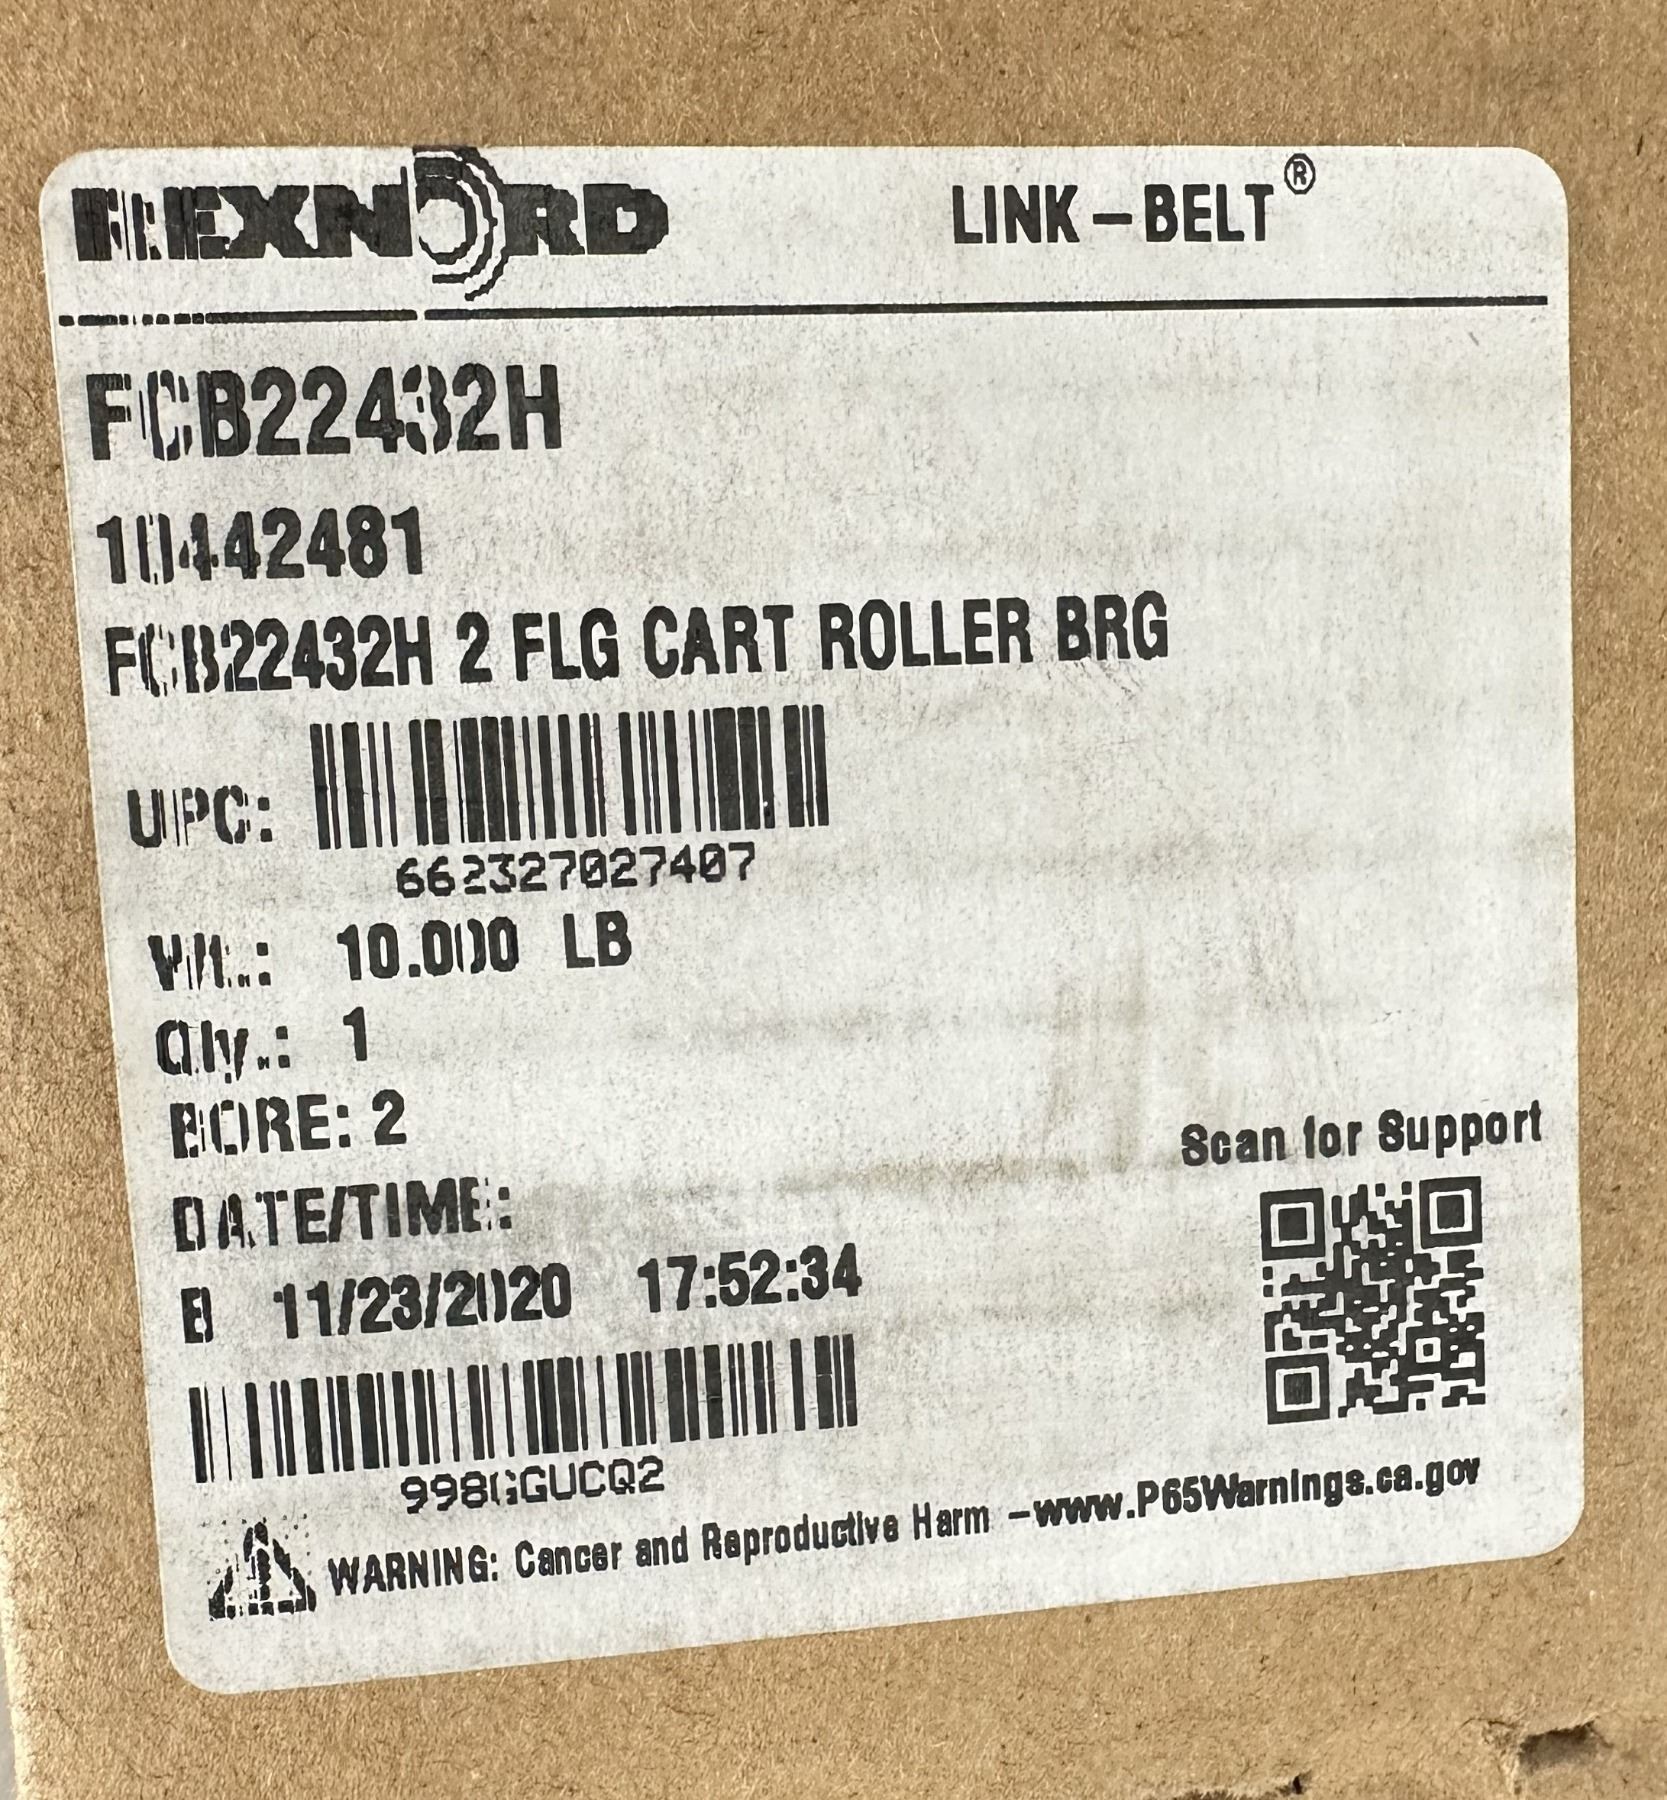 REXNORD LINK-BELT®
FCB22432H
10442481
FCB22432H 2 FLG CART ROLLER BRG
UPC:
662327027407
Wt.: 10.000 LB
Qty.: 1
BORE: 2
DATE/TIME:
B 11/23/2020 17:52:34
998GGUCQ2
Scan for Support
WARNING: Cancer and Reproductive Harm -www.P65Warnings.ca.gov